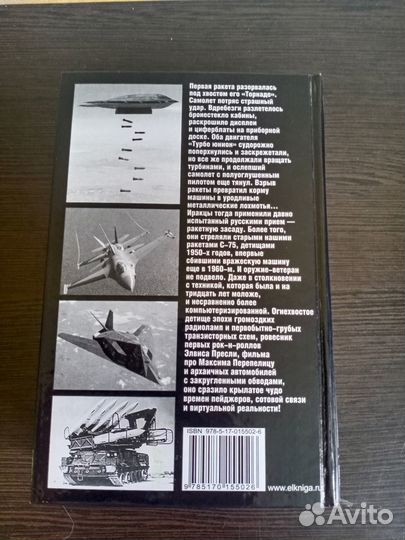 Первая ракета разорвалась
под хвостом его «Торнадо».
Самолет потряс страшный
удар. Вдребезги разлетелось
бронестекло кабины,
раскрошило дисплеи
и циферблаты на приборной
доске. Оба двигателя
«Турбо юнион» судорожно
поперхнулись и заскрежетали,
но все же продолжали вращать
турбинами, и ослепший
самолет с полуоглушенным
пилотом еще тянул. Взрыв
ракеты превратил корму
машины в уродливые
металлические лохмотья...
Иракцы тогда применили давно
испытанный русскими прием —
ракетную засаду. Более того,
они стреляли старыми нашими
ракетами С-75, детищами
1950-х годов, впервые
сбившими вражескую машину
еще в 1960-м. И оружие-ветеран
не подвело. Даже в столкновении
с техникой, которая была и на
тридцать лет моложе,
и несравненно более
компьютеризированной. Огнехвостое
детище эпохи громоздких
радиоламп и первобытно-грубых
транзисторных схем, ровесник
первых рок-н-роллов
Элвиса Пресли, фильма
про Максима Перепелицу
и архаичных автомобилей
с закругленными обводами,
оно сразило крылатое чудо
времен пейджеров, сотовой связи
и виртуальной реальности!
ISBN 978-5-17-015502-6
9 785170 155026
www.elkniga.ru
Avito